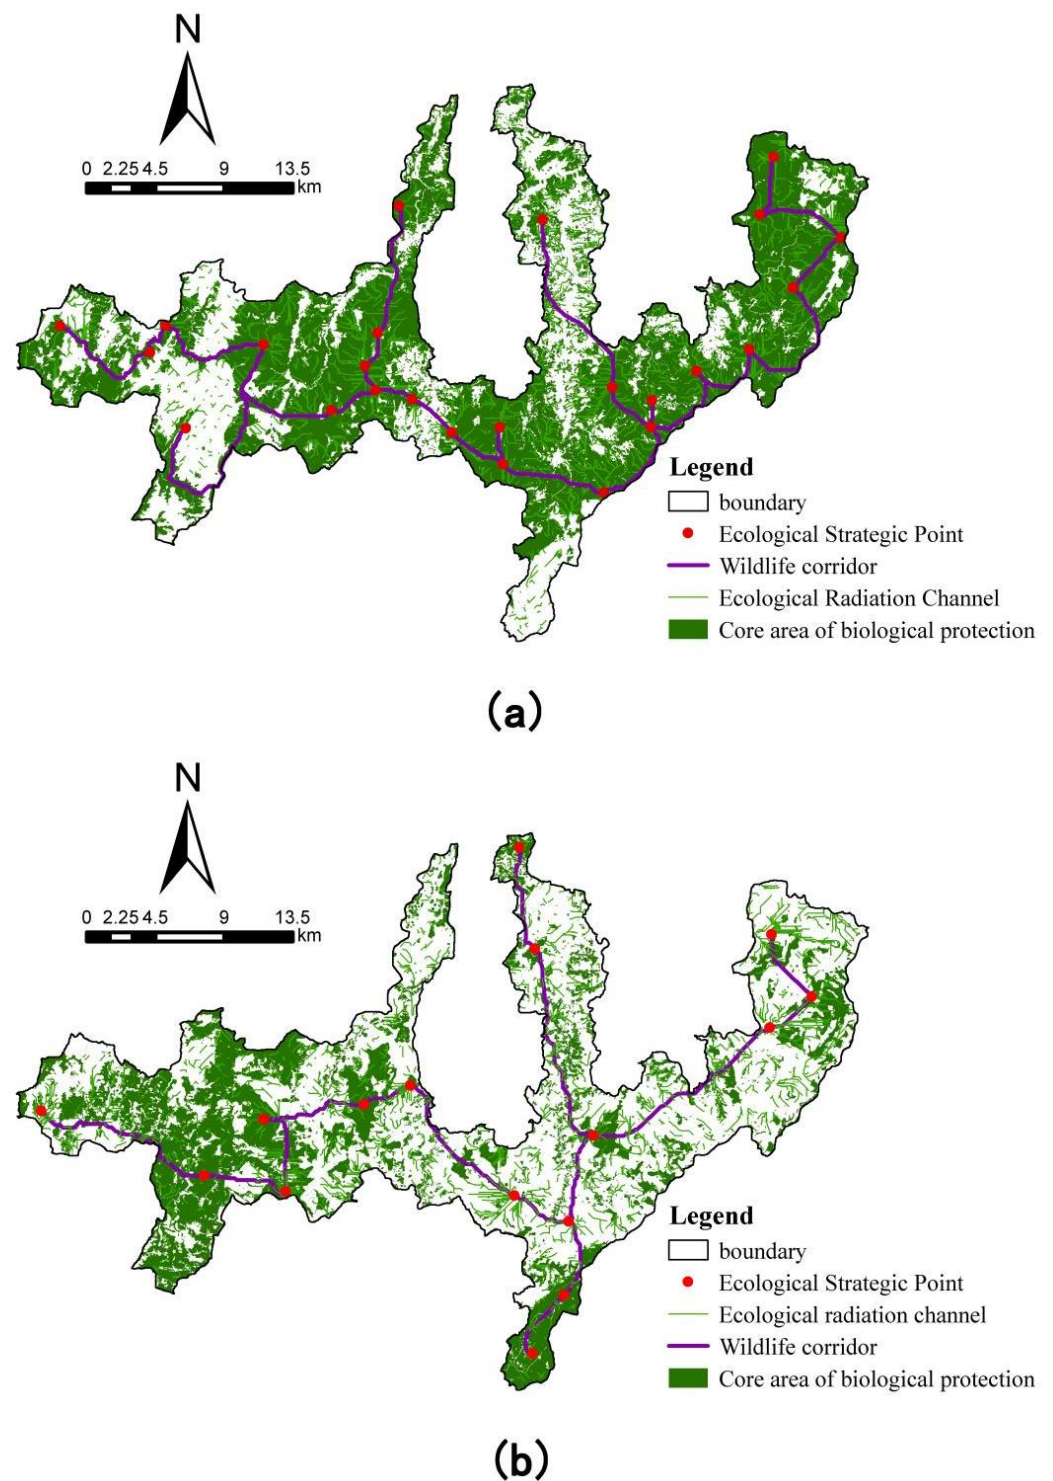 N
0 2.25 4.5 9 13.5
km
Legend
boundary
Ecological Strategic Point
Wildlife corridor
Ecological Radiation Channel
Core area of biological protection
(a)
N
0 2.25 4.5 9 13.5
km
Legend
boundary
Ecological Strategic Point
Ecological radiation channel
Wildlife corridor
Core area of biological protection
(b)